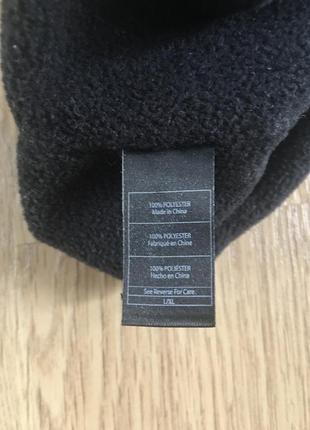 100% POLYESTER
Made in China
100% POLYESTER
Fabriqué en Chine
100% POLIÉSTER
Hecho en China
See Reverse For Care.
L/XL